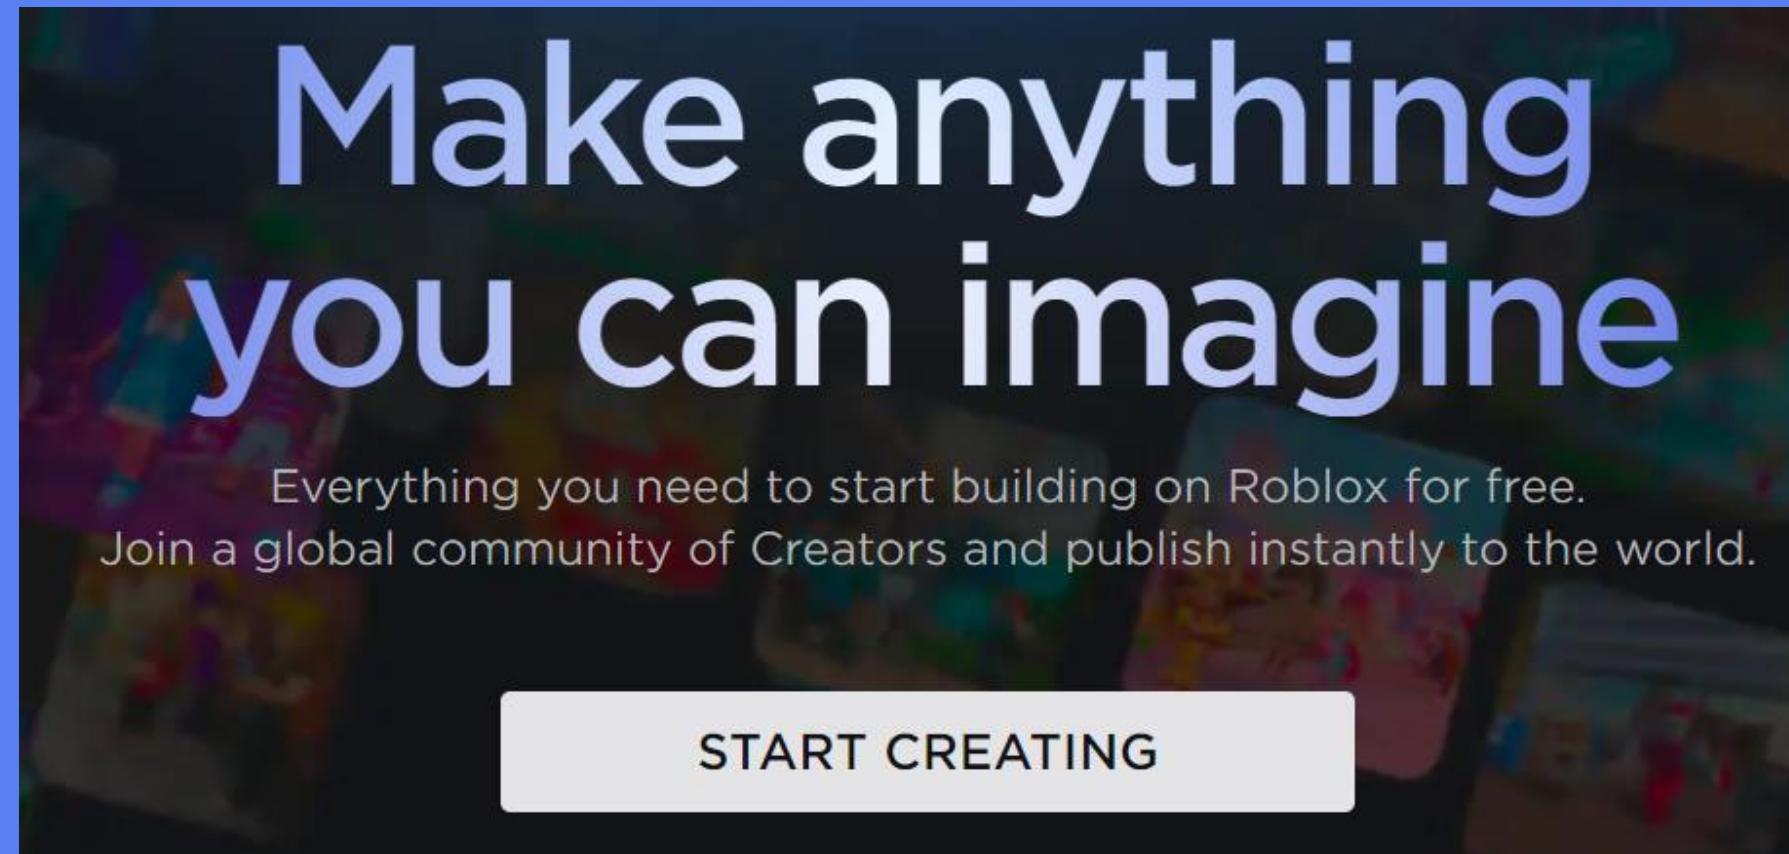 Make anything
you can imagine
Everything you need to start building on Roblox for free.
Join a global community of Creators and publish instantly to the world.
START CREATING